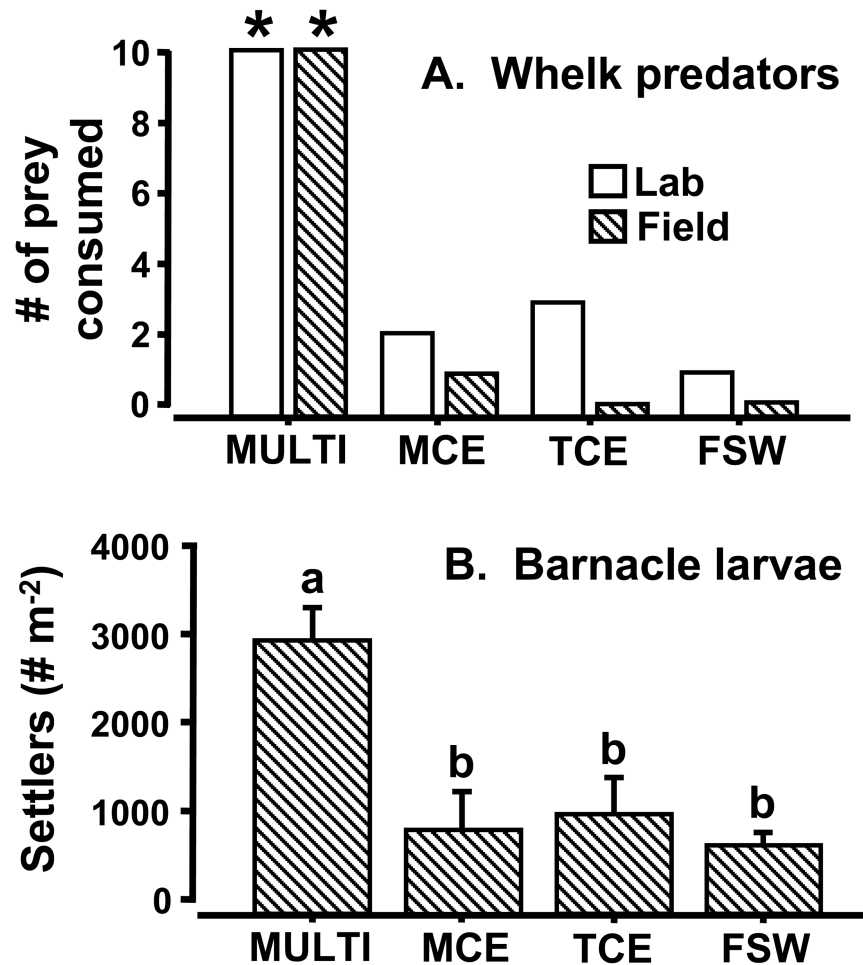 * *
A. Whelk predators
# of prey
consumed
10
8
6
4
2
0
Lab
Field
MULTI MCE TCE FSW
B. Barnacle larvae
Settlers (# m-2)
4000
3000
2000
1000
0
a
b
b
b
MULTI MCE TCE FSW